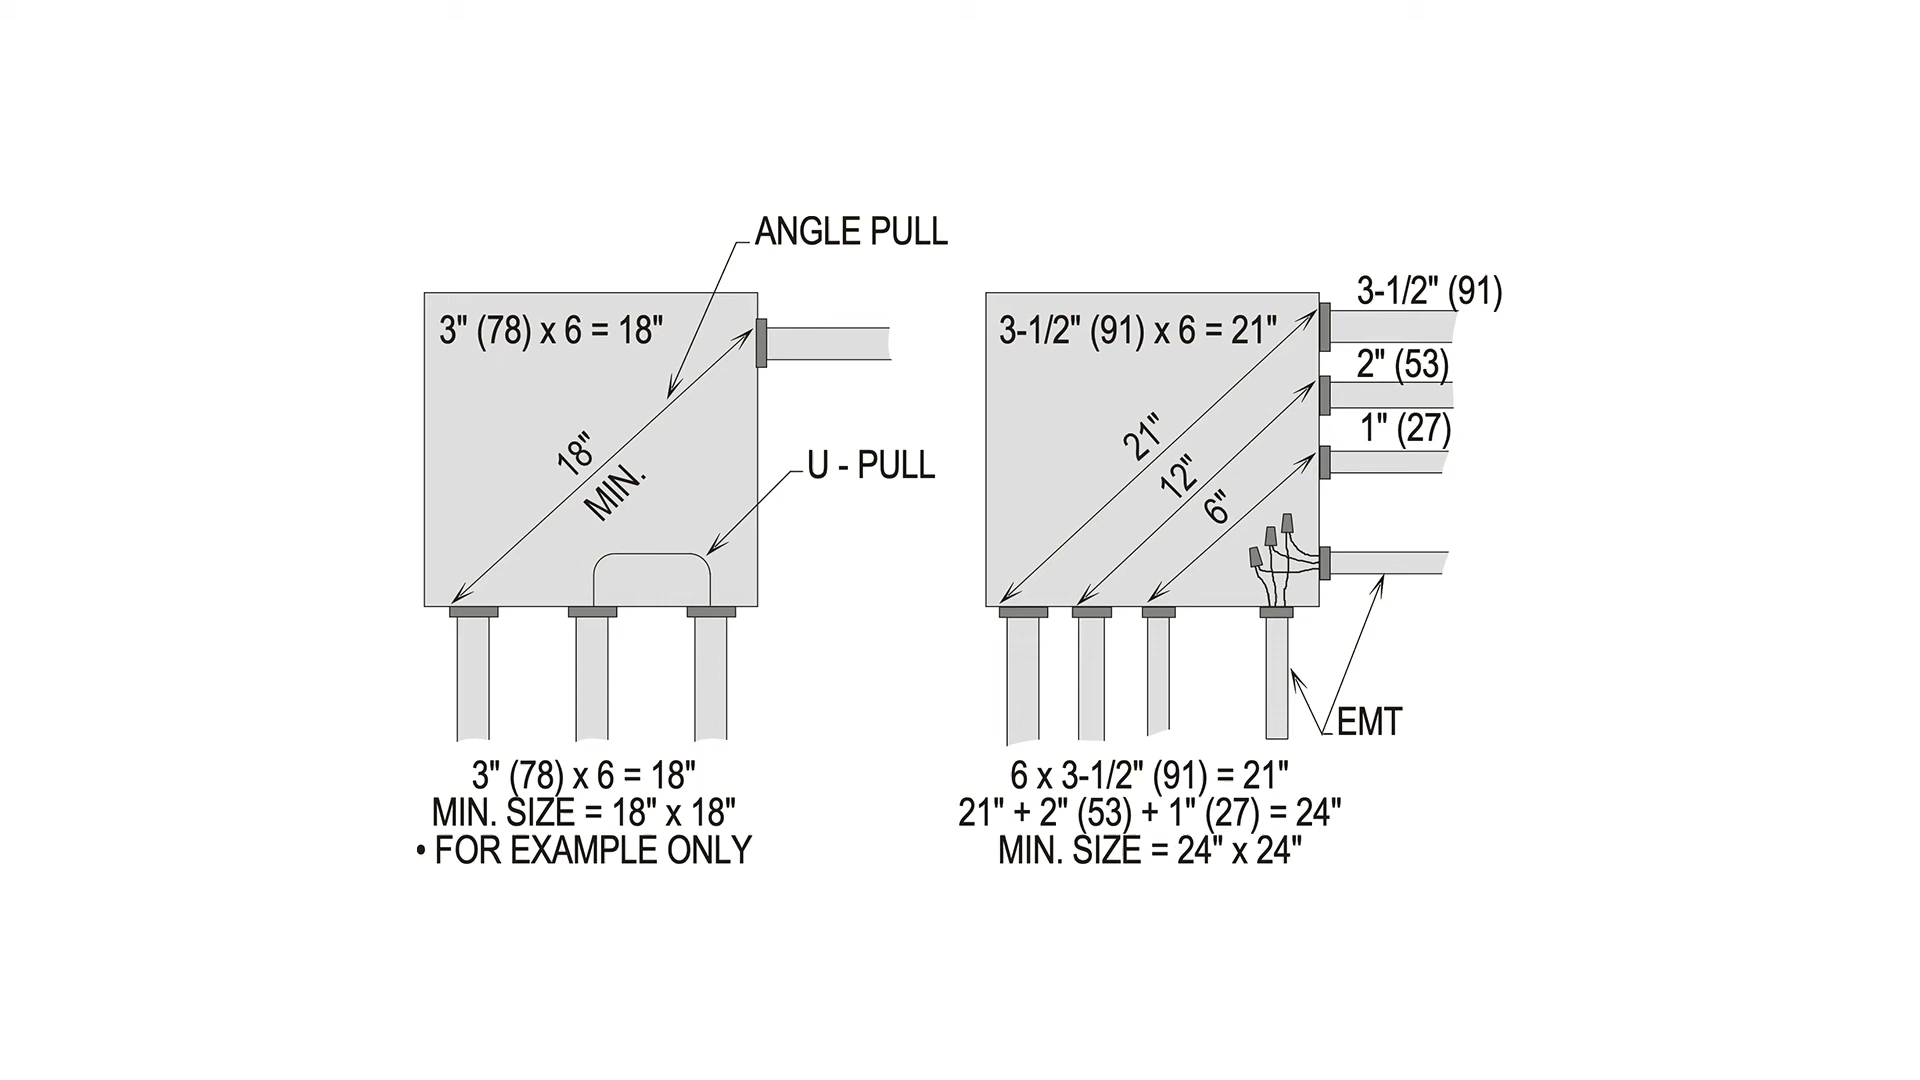 ANGLE PULL
3" (78) x 6 = 18"
18"
MIN.
U - PULL
3" (78) x 6 = 18"
MIN. SIZE = 18" x 18"
• FOR EXAMPLE ONLY
3-1/2" (91)
3-1/2" (91) x 6 = 21"
2" (53)
1" (27)
21"
12"
6"
EMT
6 x 3-1/2" (91) = 21"
21" + 2" (53) + 1" (27) = 24"
MIN. SIZE = 24" x 24"